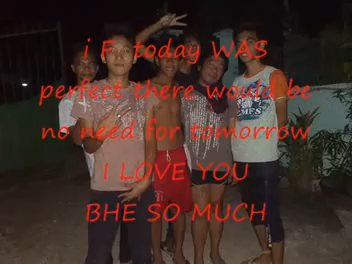 i F today WAS
perfect there would be
no need for tomorrow
I LOVE YOU
BHE SO MUCH